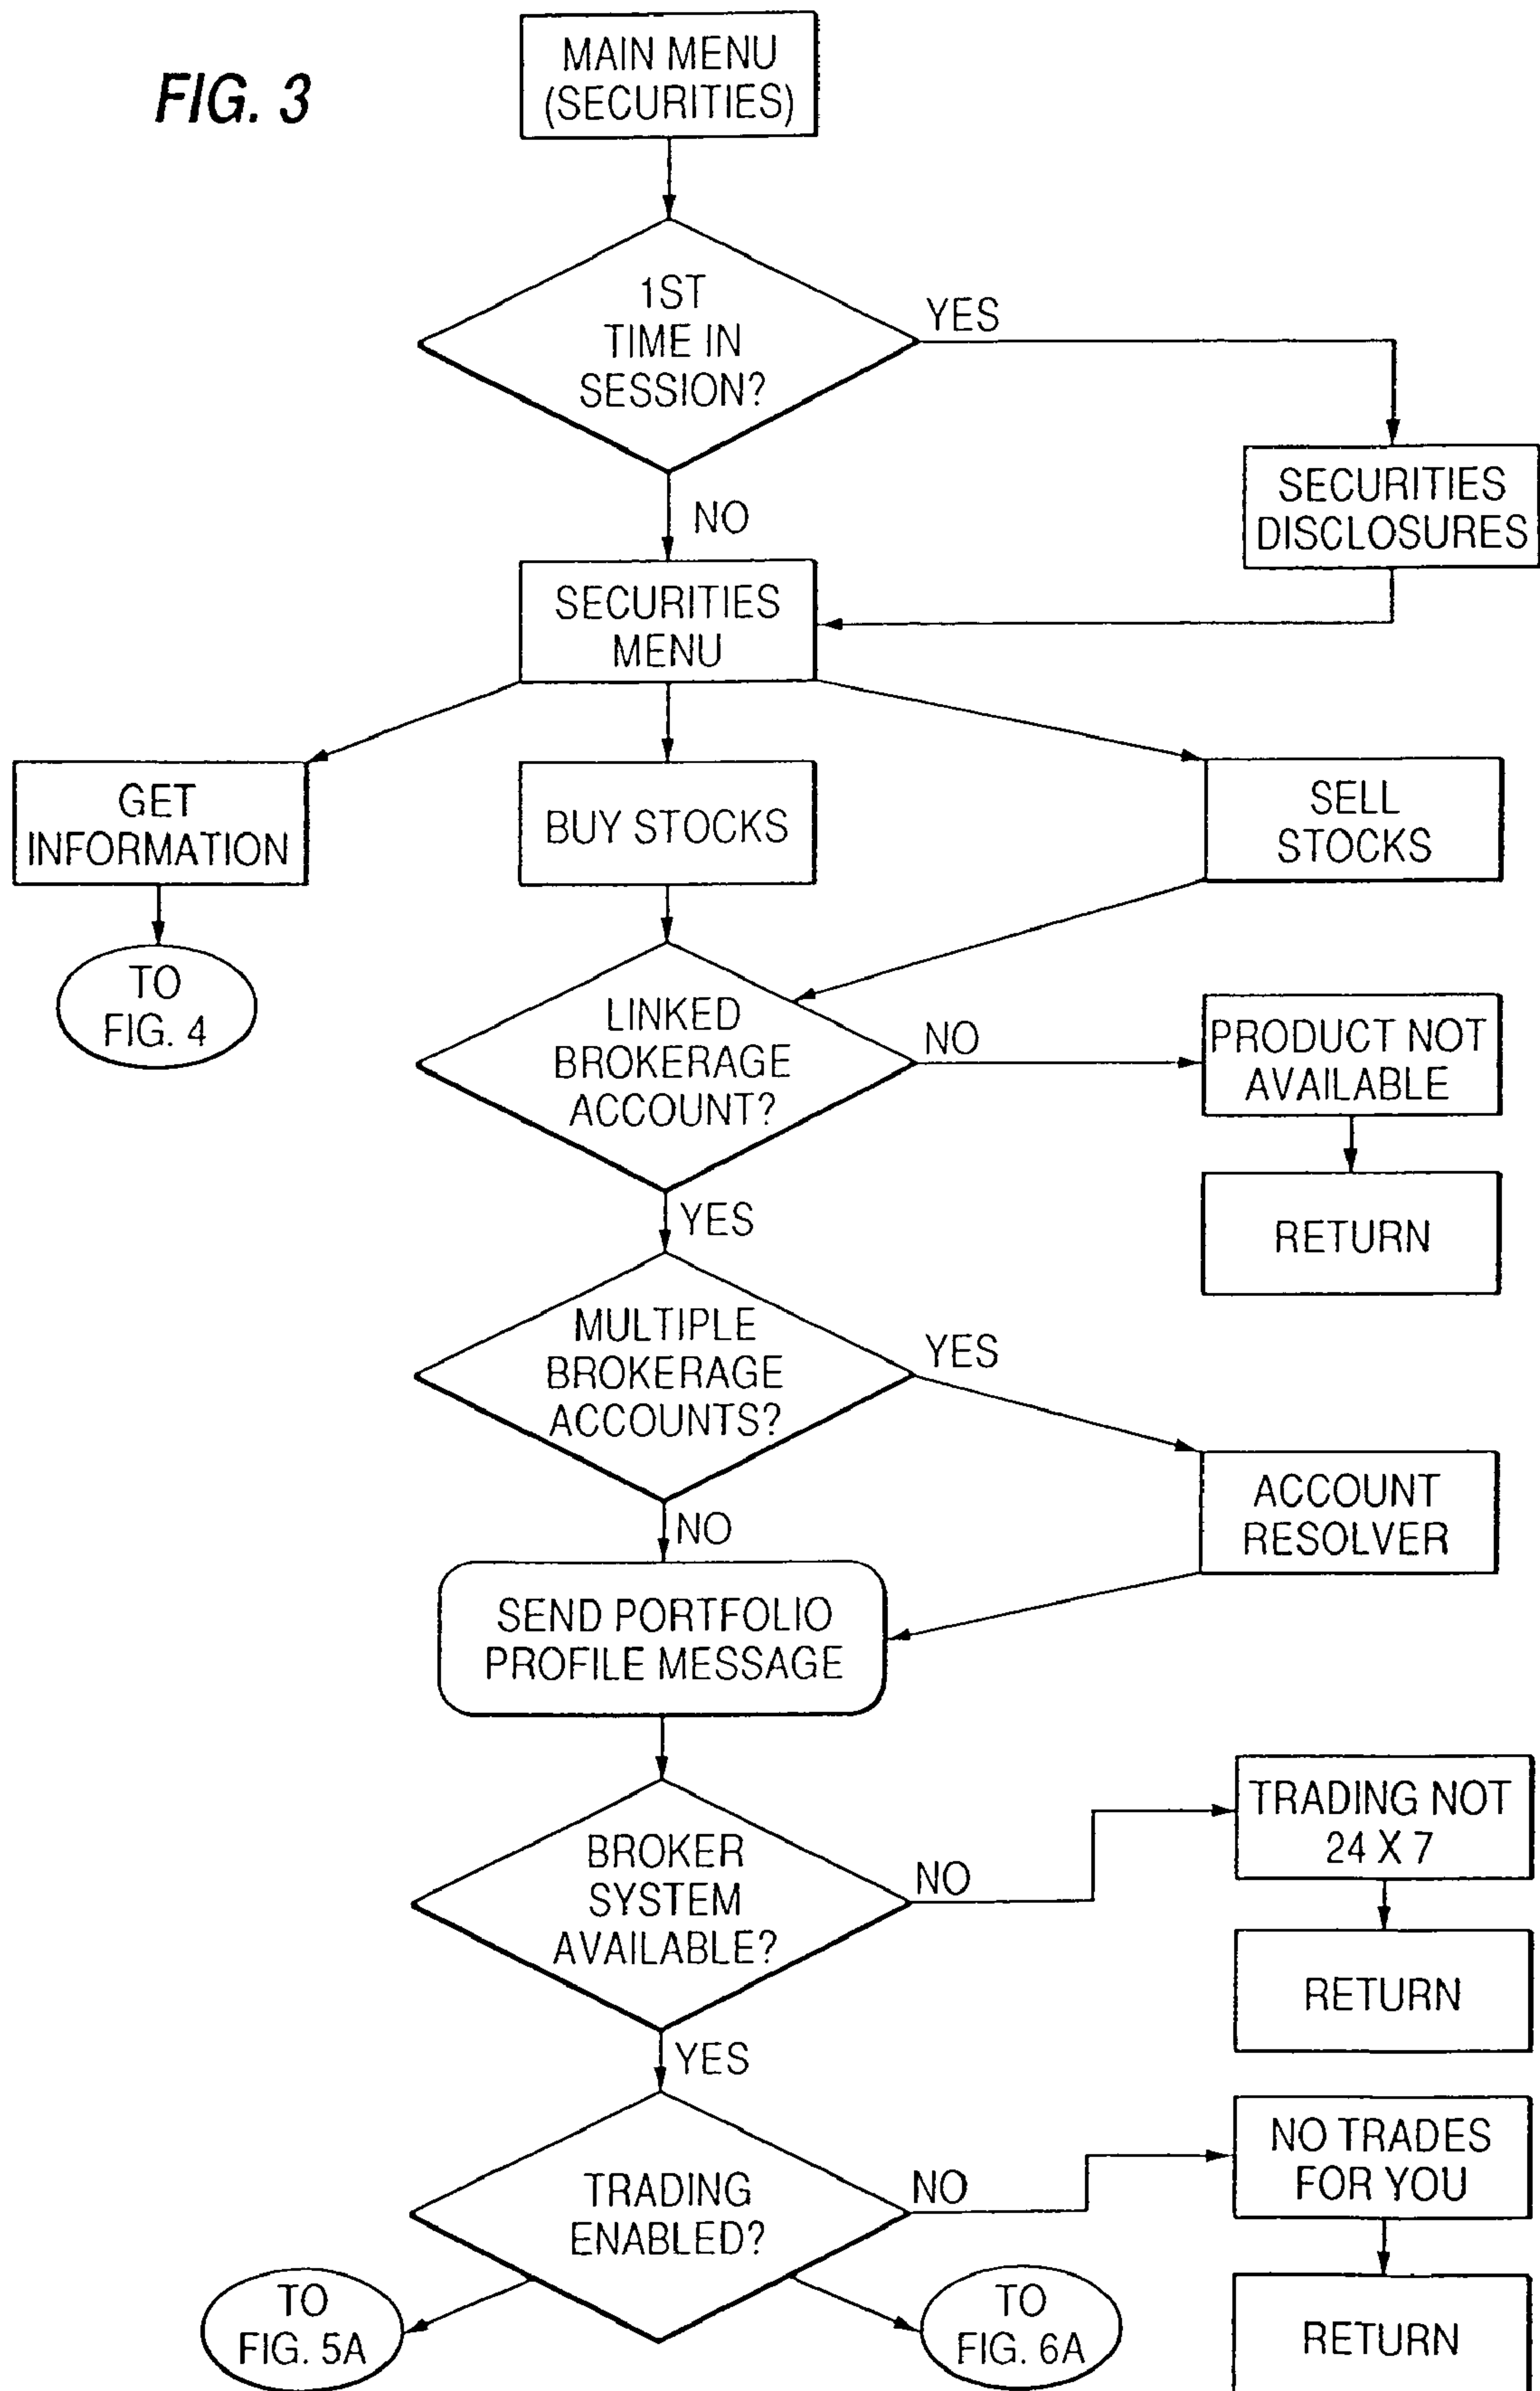 FIG. 3
MAIN MENU
(SECURITIES)
1ST
TIME IN
SESSION?
YES
SECURITIES
DISCLOSURES
NO
SECURITIES
MENU
GET
INFORMATION
BUY STOCKS
SELL
STOCKS
TO
FIG. 4
LINKED
BROKERAGE
ACCOUNT?
NO
PRODUCT NOT
AVAILABLE
RETURN
YES
MULTIPLE
BROKERAGE
ACCOUNTS?
YES
ACCOUNT
RESOLVER
NO
SEND PORTFOLIO
PROFILE MESSAGE
BROKER
SYSTEM
AVAILABLE?
NO
TRADING NOT
24 X 7
RETURN
YES
TRADING
ENABLED?
NO
NO TRADES
FOR YOU
RETURN
TO
FIG. 5A
TO
FIG. 6A